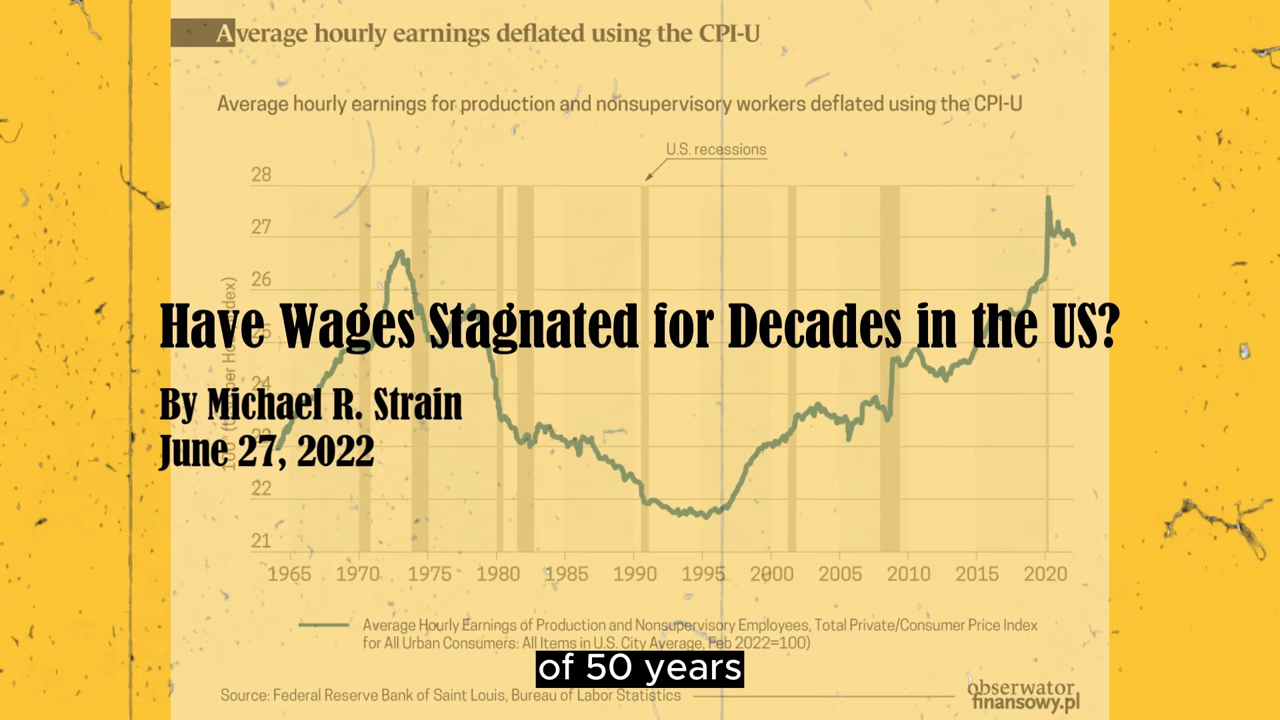 Average hourly earnings deflated using the CPI-U
Average hourly earnings for production and nonsupervisory workers deflated using the CPI-U
U.S. recessions
28
27
26
Have Wages Stagnated for Decades in the US?
24
By Michael R. Strain
June 27, 2022
22
21
1965 1970 1975 1980 1985 1990 1995 2000 2005 2010 2015 2020
Average Hourly Earnings of Production and Nonsupervisory Employees, Total Private/Consumer Price Index
for All Urban Consumers: All Items in U.S. City Average, Feb 2022=100)
of 50 years
Source: Federal Reserve Bank of Saint Louis, Bureau of Labor Statistics
obserwator
finansowy.pl